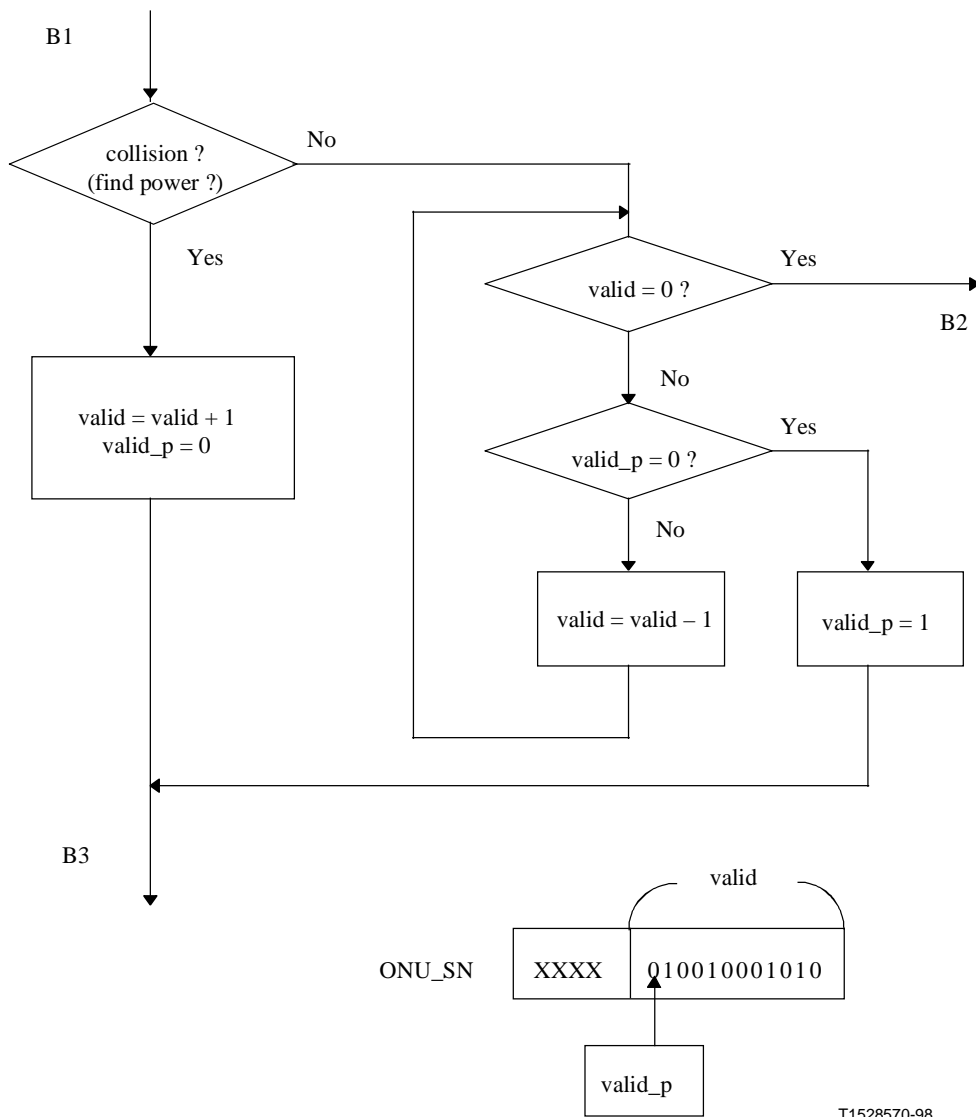 B1
collision ?
(find power ?)
No
Yes
valid = 0 ?
Yes
B2
No
valid = valid + 1
valid_p = 0
valid_p = 0 ?
Yes
No
valid = valid – 1
valid_p = 1
B3
valid
ONU_SN
XXXX
010010001010
valid_p
T1528570-98